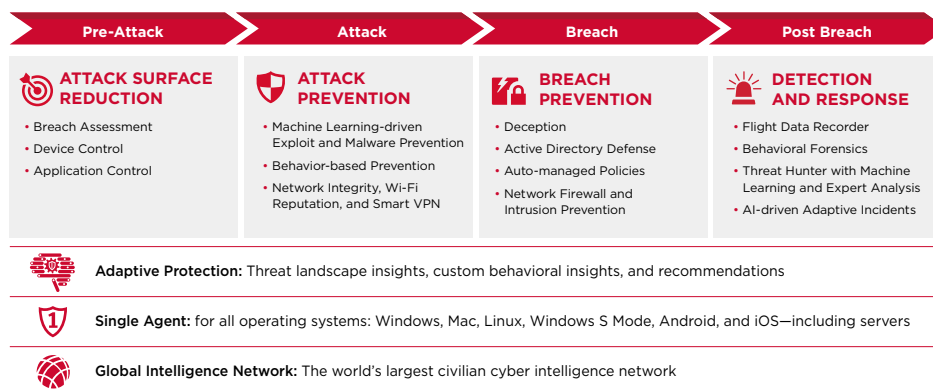 Pre-Attack
Attack
Breach
Post Breach
ATTACK SURFACE
REDUCTION
• Breach Assessment
• Device Control
• Application Control
ATTACK
PREVENTION
• Machine Learning-driven
Exploit and Malware Prevention
• Behavior-based Prevention
• Network Integrity, Wi-Fi
Reputation, and Smart VPN
BREACH
PREVENTION
• Deception
• Active Directory Defense
• Auto-managed Policies
• Network Firewall and
Intrusion Prevention
DETECTION
AND RESPONSE
• Flight Data Recorder
• Behavioral Forensics
• Threat Hunter with Machine
Learning and Expert Analysis
• AI-driven Adaptive Incidents
Adaptive Protection: Threat landscape insights, custom behavioral insights, and recommendations
1
Single Agent: for all operating systems: Windows, Mac, Linux, Windows S Mode, Android, and iOS—including servers
Global Intelligence Network: The world's largest civilian cyber intelligence network